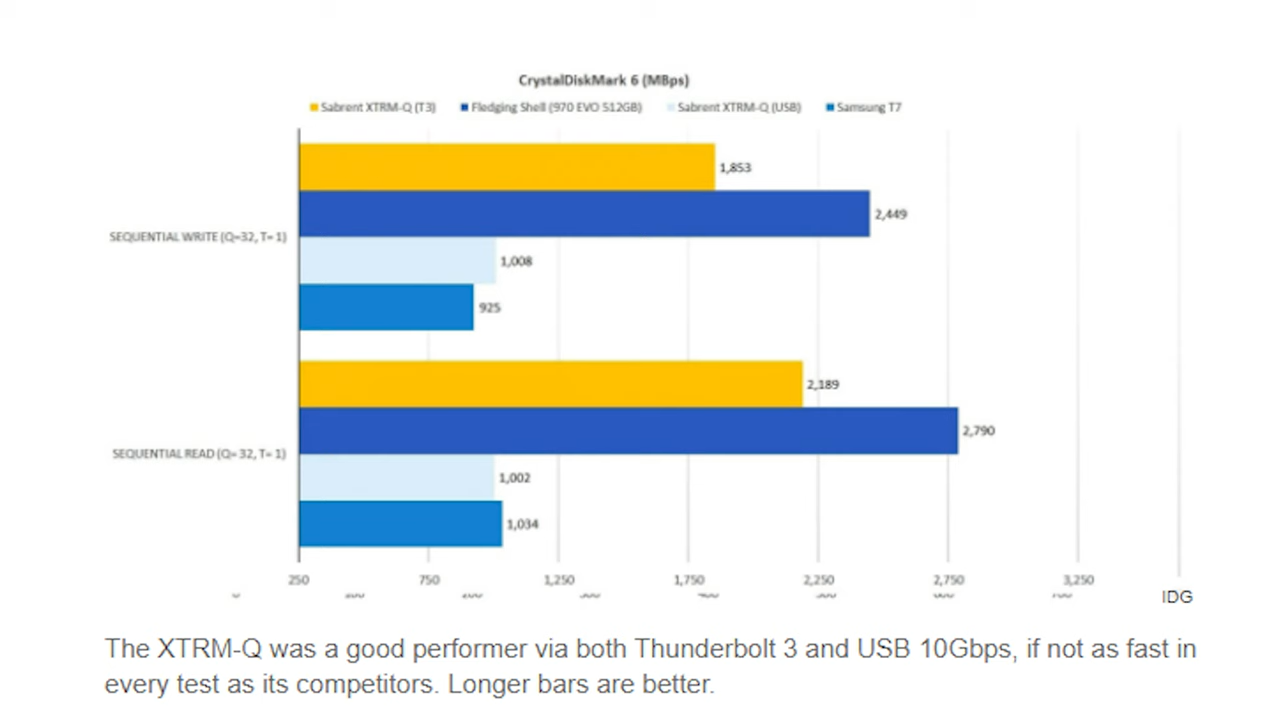 CrystalDiskMark 6 (MBps)
Sabrent XTRM-Q (T3) Fledging Shell (970 EVO 512GB) Sabrent XTRM-Q (USB) Samsung T7
1,853
2,449
SEQUENTIAL WRITE (Q=32, T= 1)
1,008
925
2,189
2,790
SEQUENTIAL READ (Q= 32, T= 1)
1,002
1,034
250 750 1,250 1,750 2,250 2,750 3,250
IDG
The XTRM-Q was a good performer via both Thunderbolt 3 and USB 10Gbps, if not as fast in
every test as its competitors. Longer bars are better.